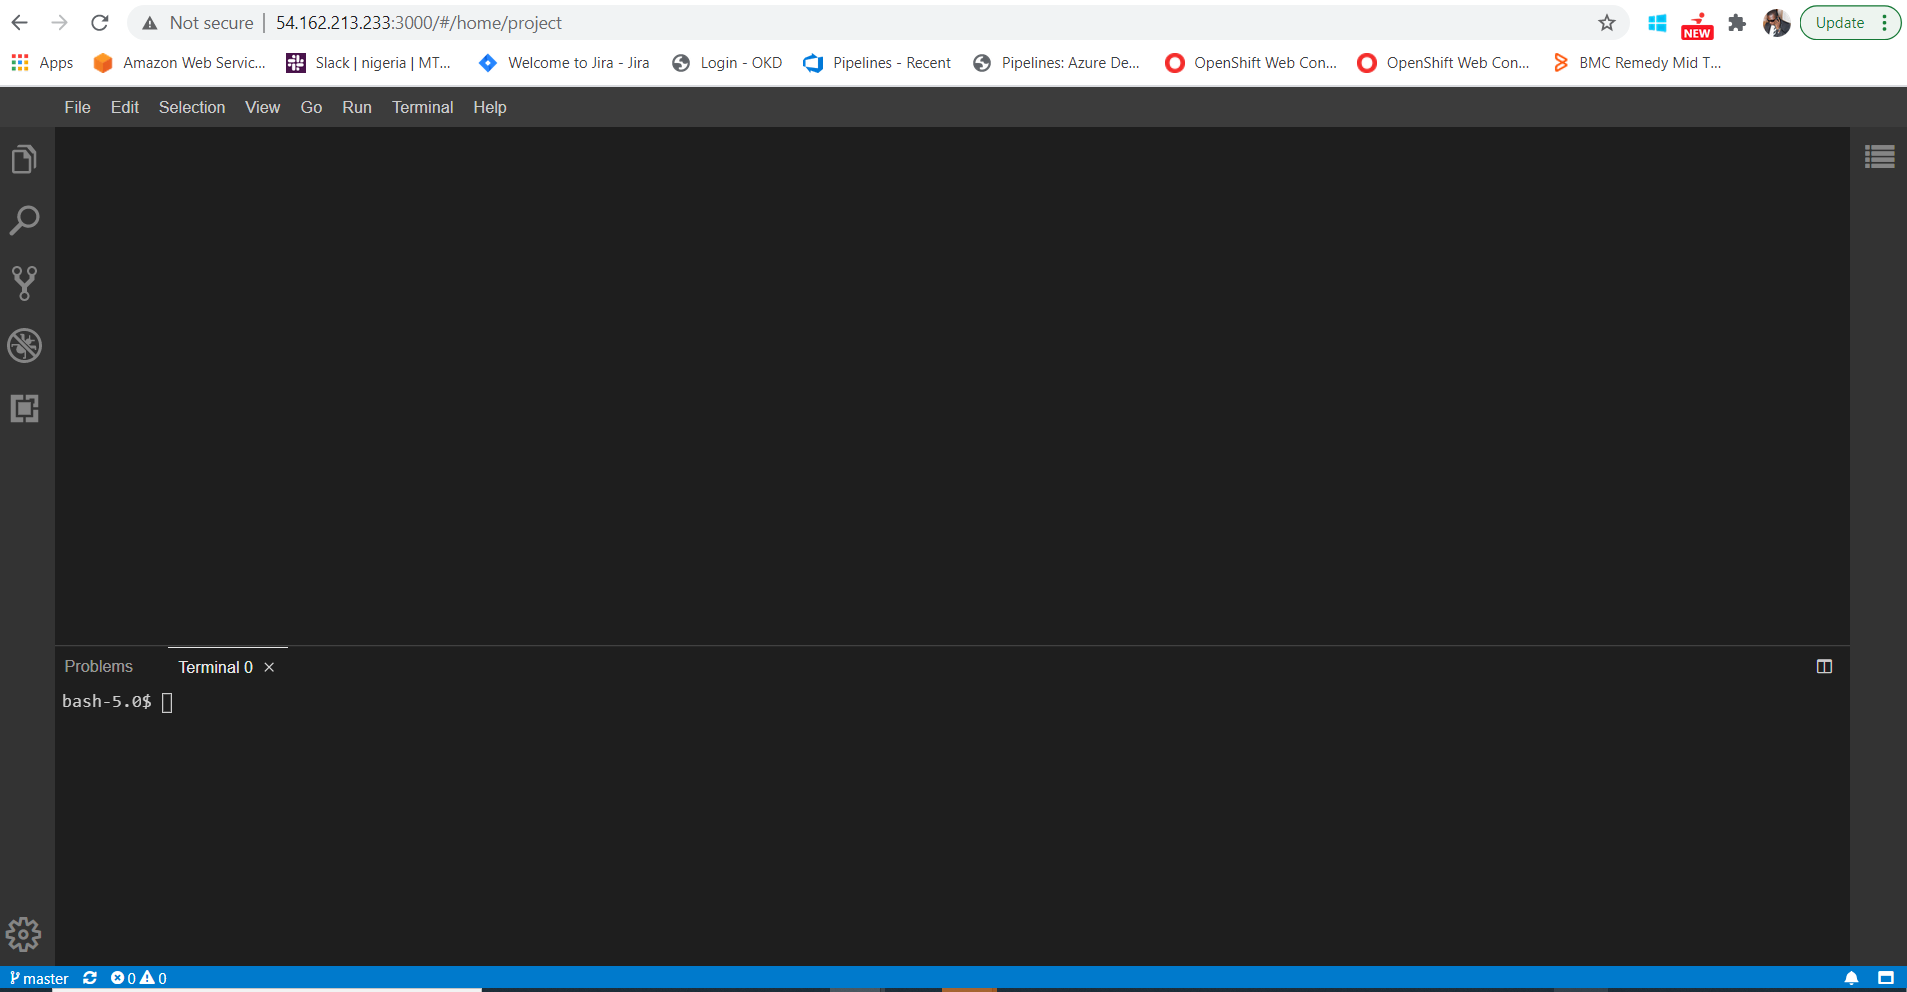 Not secure | 54.162.213.233:3000/#/home/project NEW Update
Apps Amazon Web Servic... Slack | nigeria | MT... Welcome to Jira - Jira Login - OKD Pipelines - Recent Pipelines: Azure De... OpenShift Web Con... OpenShift Web Con... BMC Remedy Mid T...
File Edit Selection View Go Run Terminal Help
Problems Terminal 0
bash-5.0$
master 0 0